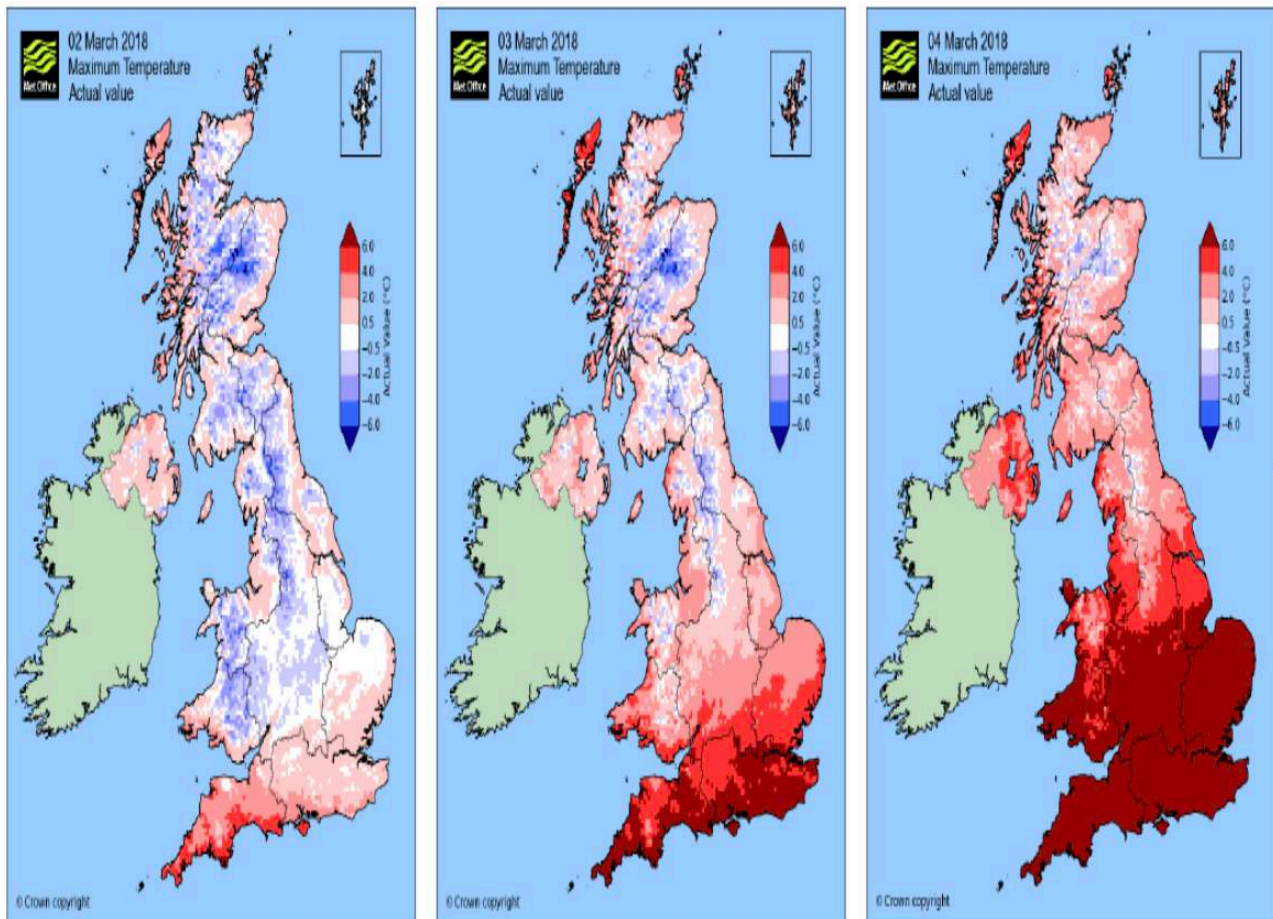 02 March 2018
Maximum Temperature
Actual value
Met Office
6.0
4.0
2.0
0.5
−0.5
−2.0
−4.0
−6.0
Actual Value (°C)
© Crown copyright
03 March 2018
Maximum Temperature
Actual value
Met Office
6.0
4.0
2.0
0.5
−0.5
−2.0
−4.0
−6.0
Actual Value (°C)
© Crown copyright
04 March 2018
Maximum Temperature
Actual value
Met Office
6.0
4.0
2.0
0.5
−0.5
−2.0
−4.0
−6.0
Actual Value (°C)
© Crown copyright